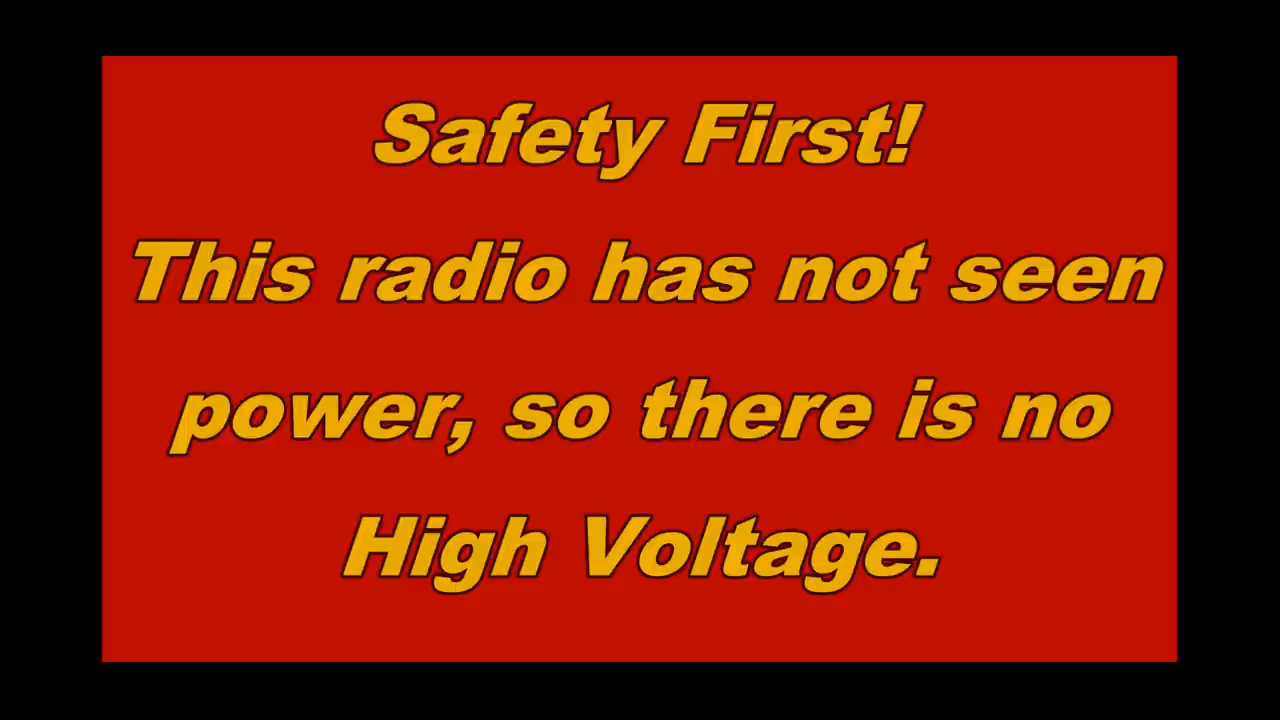 Safety First!
This radio has not seen
power, so there is no
High Voltage.